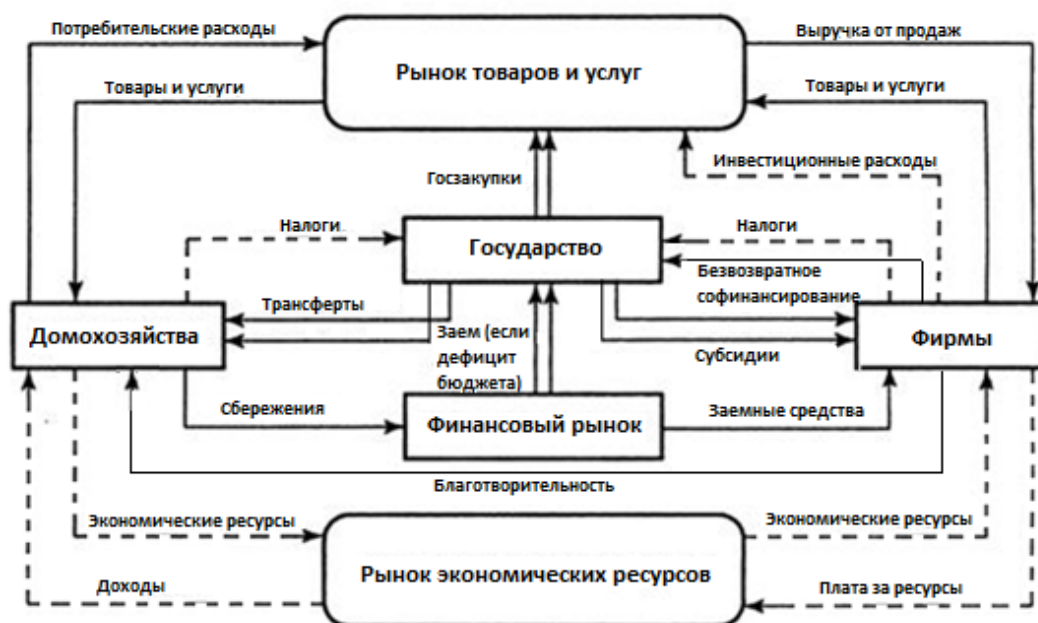 Потребительские расходы
Выручка от продаж
Рынок товаров и услуг
Товары и услуги
Товары и услуги
Инвестиционные расходы
Госзакупки
Налоги
Государство
Налоги
Безвозвратное
софинансирование
Трансферты
Домохозяйства
Заем (если
дефицит
бюджета)
Фирмы
Субсидии
Сбережения
Финансовый рынок
Заемные средства
Благотворительность
Экономические ресурсы
Экономические ресурсы
Рынок экономических ресурсов
Доходы
Плата за ресурсы